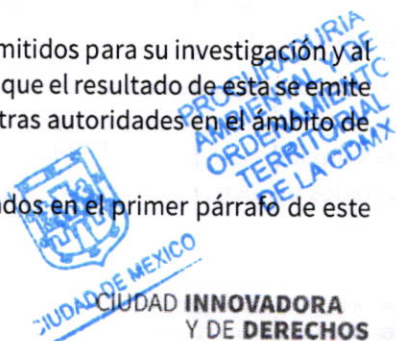 mitidos para su investigación y al
que el resultado de esta se emite
tras autoridades en el ámbito de
ados en el primer párrafo de este
PROCURADURIA
AMBIENTAL Y DE
ORDENAMIENTO
TERRITORIAL
DE LA CDMX
CIUDAD DE MEXICO
CIUDAD INNOVADORA
Y DE DERECHOS